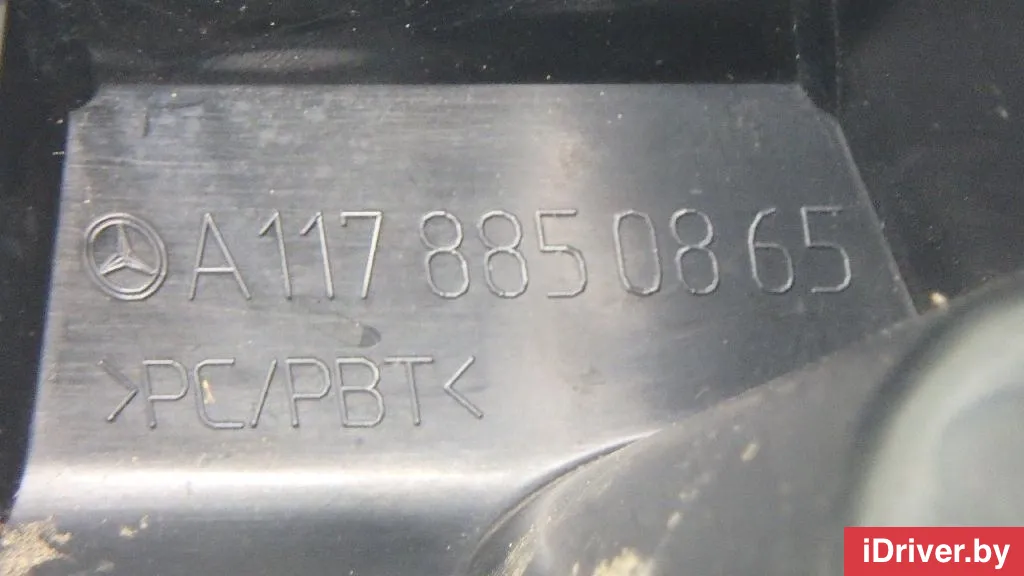 A 117 885 08 65
>PC/PBT<
iDriver.by